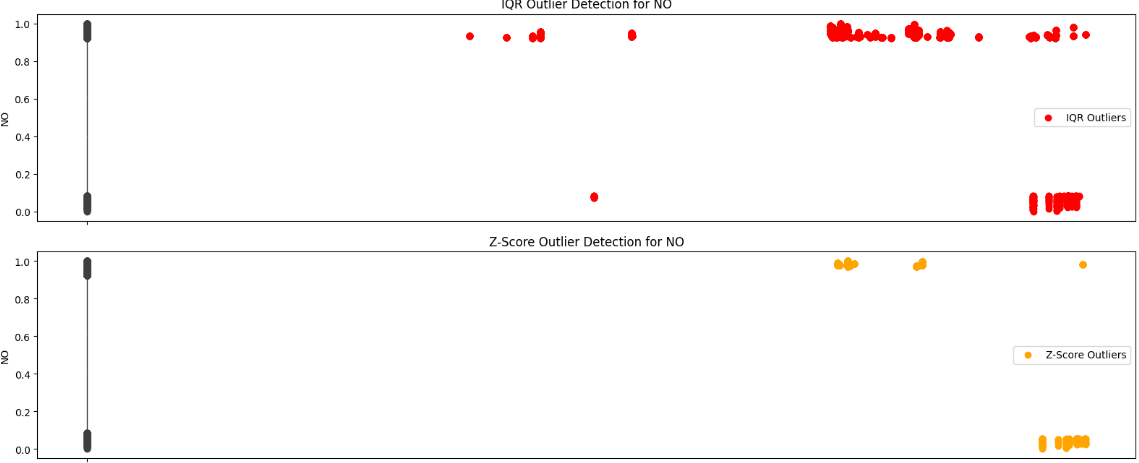 IQR Outlier Detection for NO
1.0
0.8
0.6
0.4
0.2
0.0
NO
IQR Outliers
Z-Score Outlier Detection for NO
1.0
0.8
0.6
0.4
0.2
0.0
NO
Z-Score Outliers